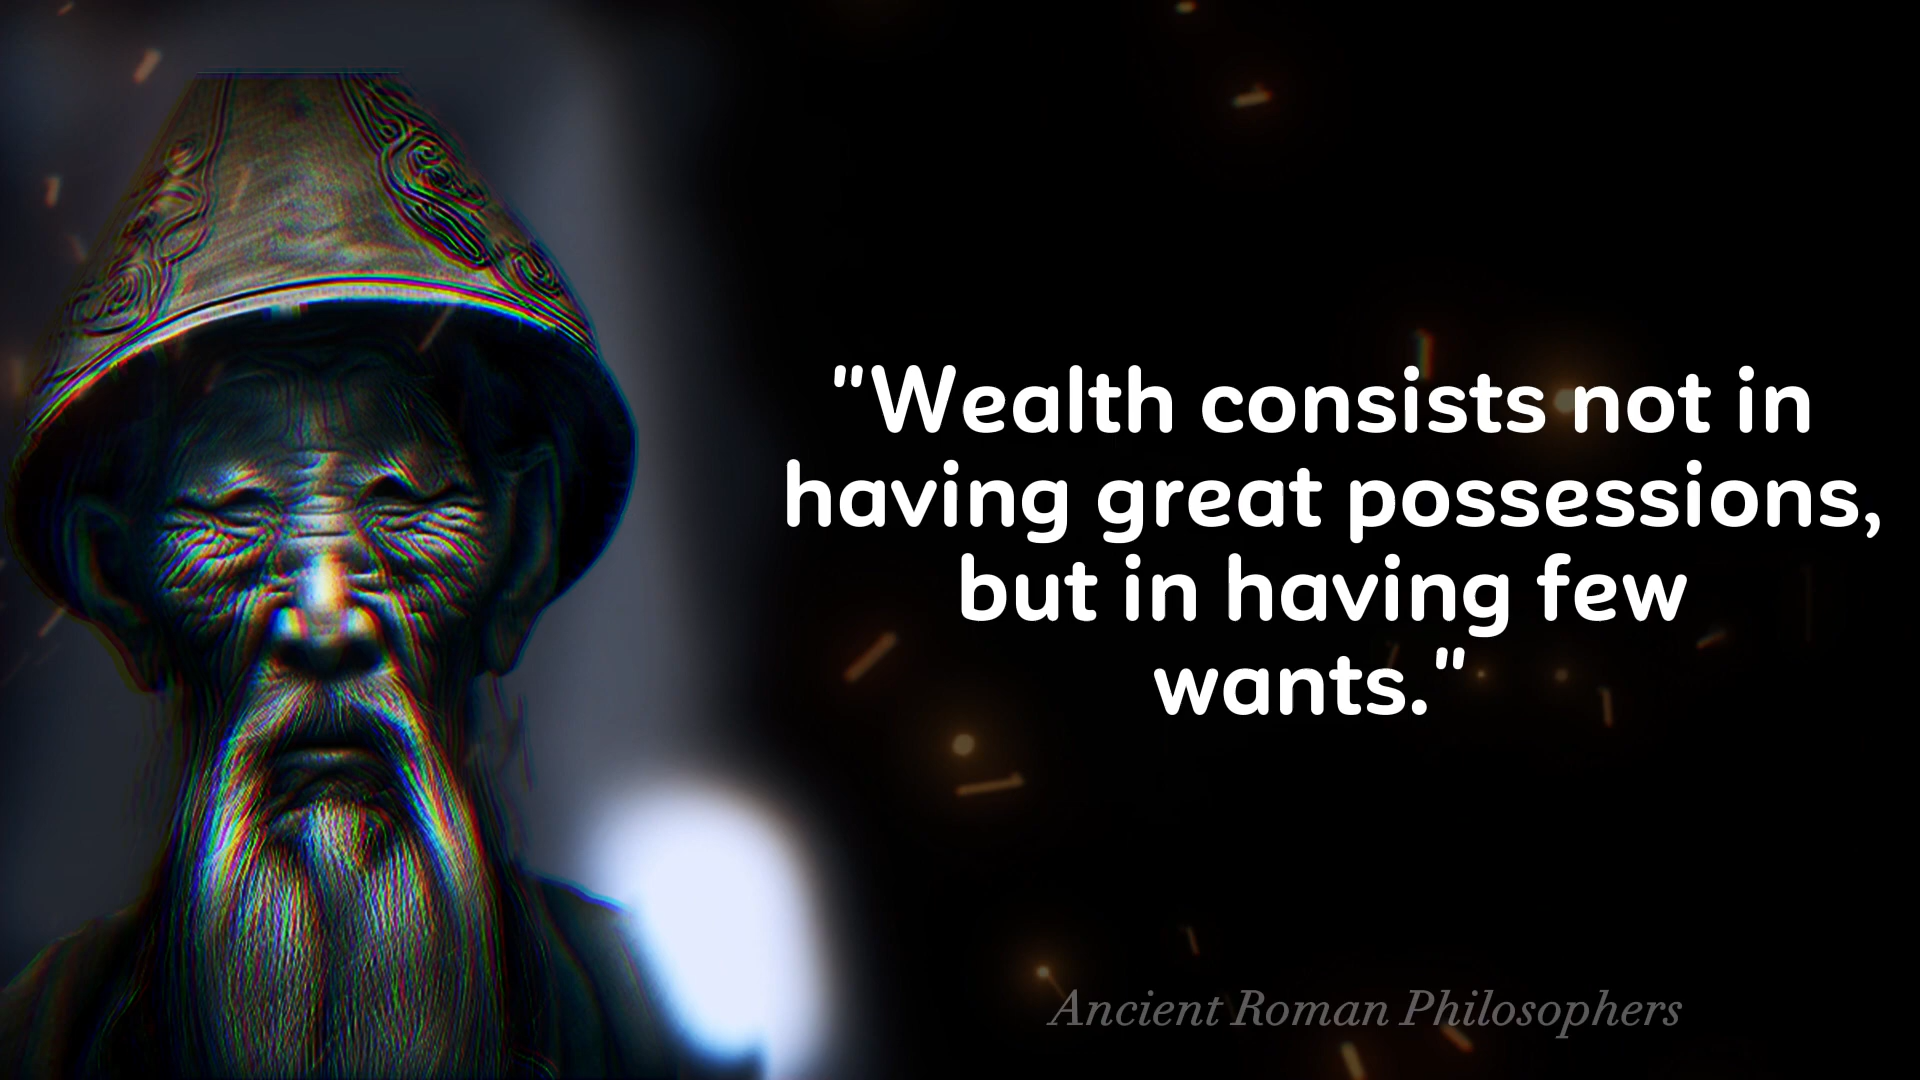 "Wealth consists not in
having great possessions,
but in having few
wants."
Ancient Roman Philosophers